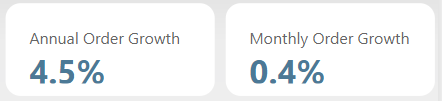 Annual Order Growth
4.5%
Monthly Order Growth
0.4%